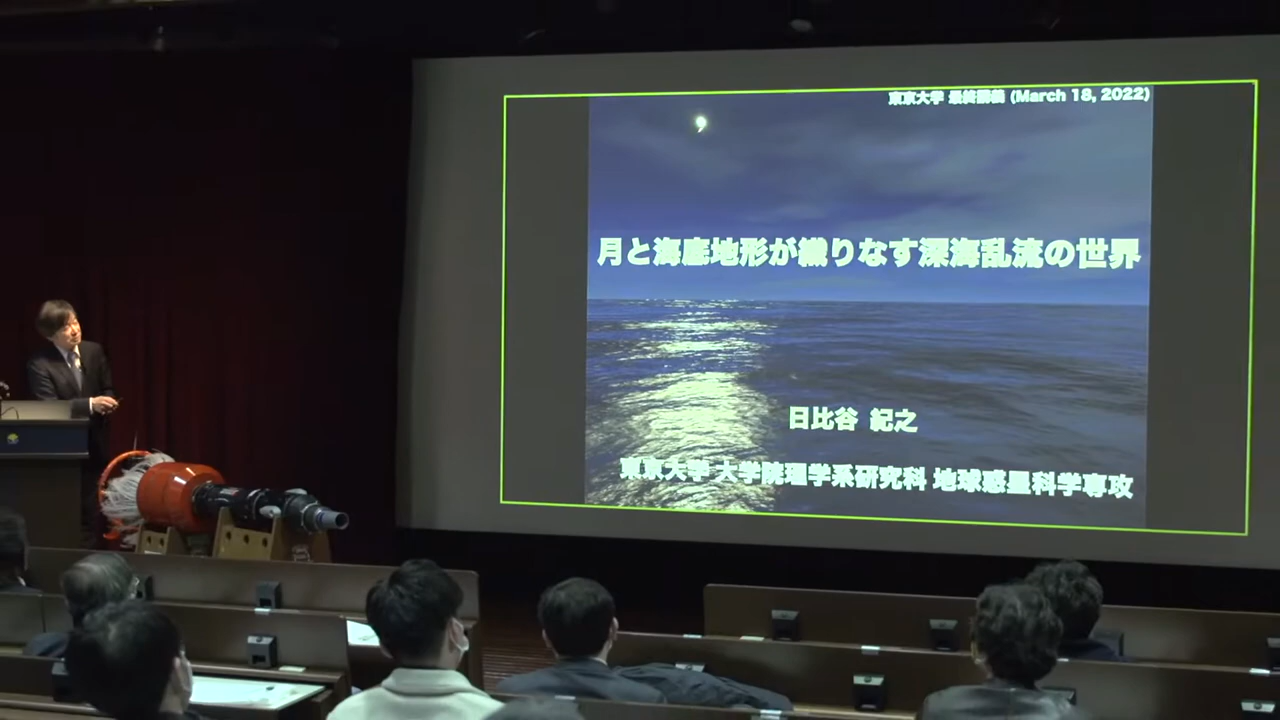 東京大学 最終講義 (March 18, 2022)
月と海底地形が織りなす深海乱流の世界
日比谷 紀之
東京大学 大学院理学系研究科 地球惑星科学専攻